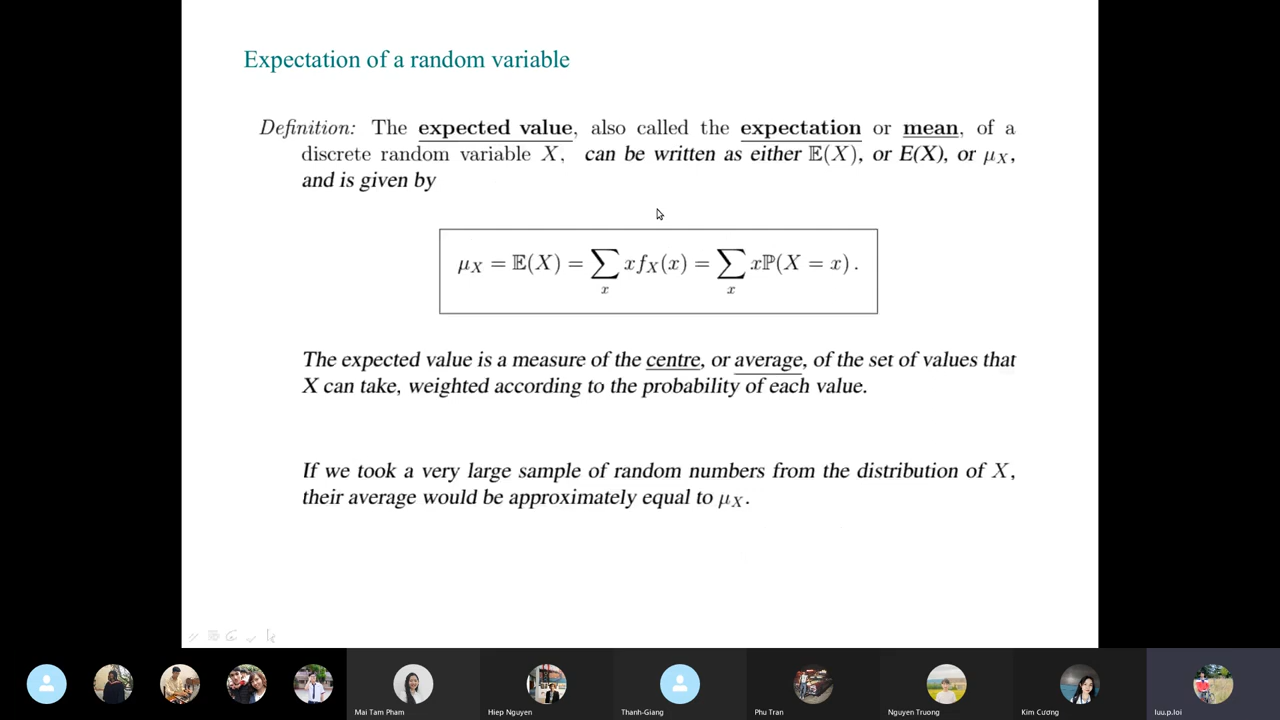 Expectation of a random variable
Definition: The expected value, also called the expectation or mean, of a
discrete random variable X, can be written as either 𝔼(X), or E(X), or μ_X,
and is given by
μ_X = 𝔼(X) = ∑_x x f_X(x) = ∑_x xℙ(X = x).
The expected value is a measure of the centre, or average, of the set of values that
X can take, weighted according to the probability of each value.
If we took a very large sample of random numbers from the distribution of X,
their average would be approximately equal to μ_X.
Mai Tam Pham
Hiep Nguyen
Thanh-Giang
Phu Tran
Nguyen Truong
Kim Cương
luu.p.loi